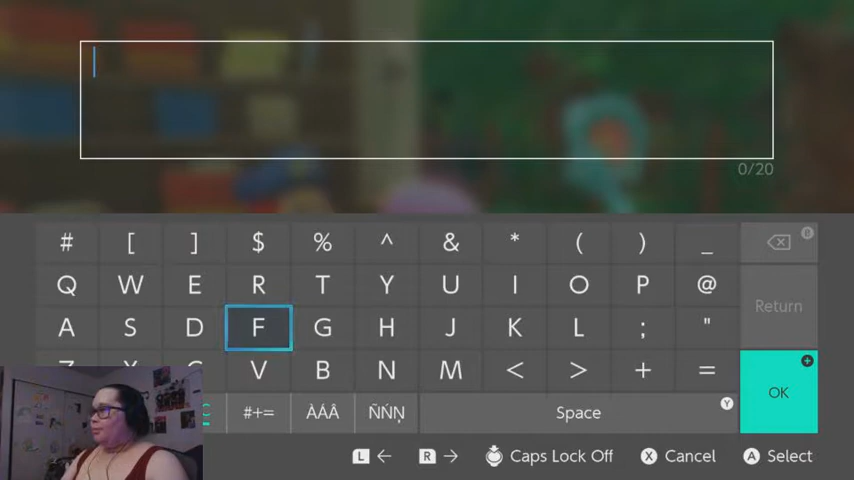 0/20
# [ ] $ % ^ & * ( ) _
Q W E R T Y U I O P @
A S D F G H J K L ; " Return
V B N M < > + = OK
#+= ÀÁÂ ÑŃŅ Space
L ← R → Caps Lock Off X Cancel A Select
B
+
Y